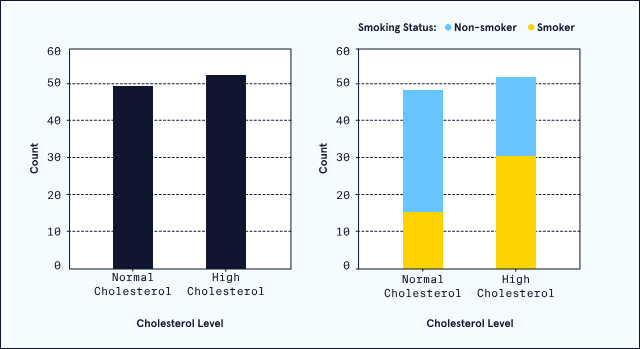 Smoking Status: Non-smoker Smoker
60
50
40
30
20
10
0
Count
Normal Cholesterol
High Cholesterol
Cholesterol Level
60
50
40
30
20
10
0
Count
Normal Cholesterol
High Cholesterol
Cholesterol Level